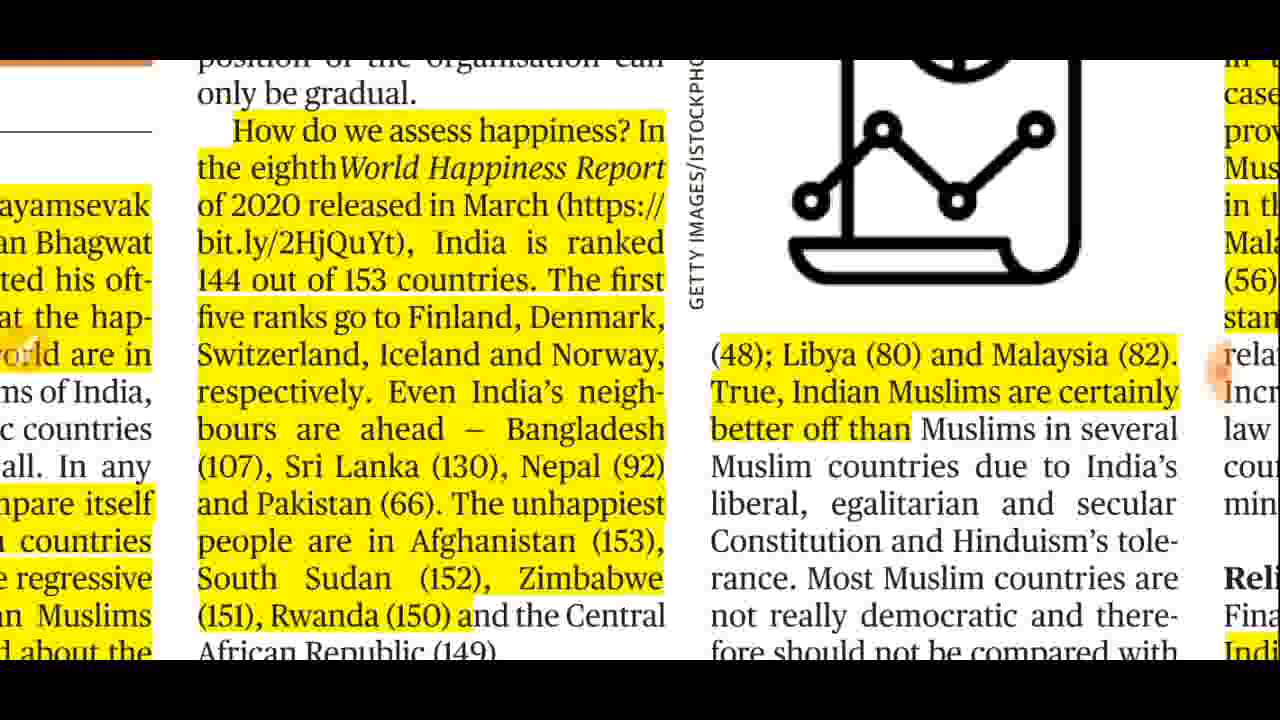 ayamsevak
an Bhagwat
ted his oft-
at the hap-
world are in
ms of India,
c countries
all. In any
mpare itself
countries
e regressive
an Muslims
d about the
position of the organisation can
only be gradual.
How do we assess happiness? In
the eighth World Happiness Report
of 2020 released in March (https://
bit.ly/2HjQuYt), India is ranked
144 out of 153 countries. The first
five ranks go to Finland, Denmark,
Switzerland, Iceland and Norway,
respectively. Even India's neigh-
bours are ahead – Bangladesh
(107), Sri Lanka (130), Nepal (92)
and Pakistan (66). The unhappiest
people are in Afghanistan (153),
South Sudan (152), Zimbabwe
(151), Rwanda (150) and the Central
African Republic (149)
GETTY IMAGES/ISTOCKPHO
(48); Libya (80) and Malaysia (82).
True, Indian Muslims are certainly
better off than Muslims in several
Muslim countries due to India's
liberal, egalitarian and secular
Constitution and Hinduism's tole-
rance. Most Muslim countries are
not really democratic and there-
fore should not be compared with
in t
case
prov
Mus
in th
Mala
(56)
stan
rela
Incr
law
cou
min
Reli
Fina
Indi